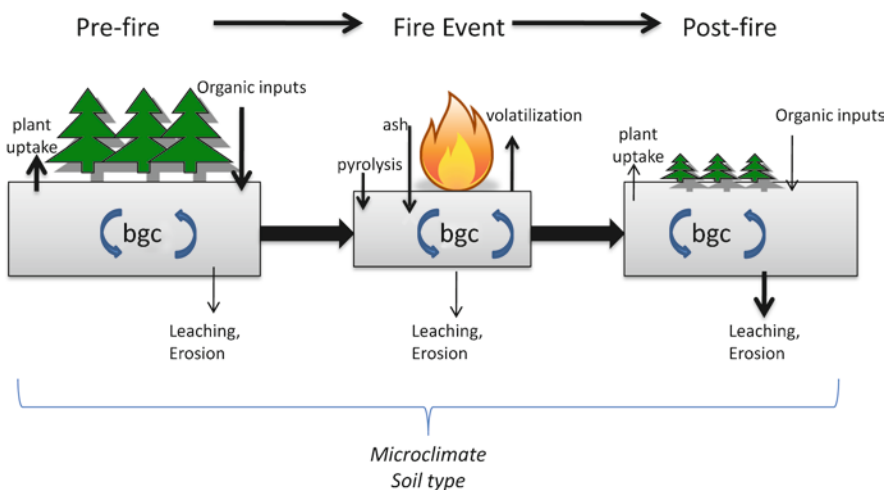 Pre-fire
Fire Event
Post-fire
Organic inputs
plant
uptake
bgc
Leaching,
Erosion
ash
volatilization
pyrolysis
bgc
Leaching,
Erosion
Organic inputs
plant
uptake
bgc
Leaching,
Erosion
Microclimate
Soil type